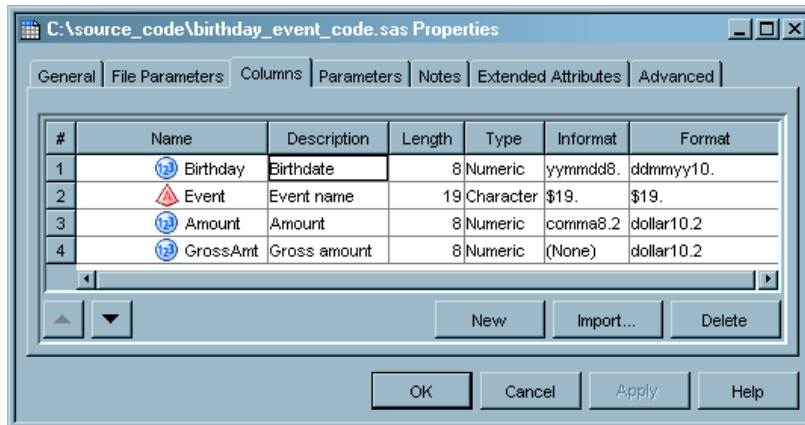 C:\source_code\birthday_event_code.sas Properties
General File Parameters Columns Parameters Notes Extended Attributes Advanced
# Name Description Length Type Informat Format
1 123 Birthday Birthdate 8 Numeric yymmdd8. ddmmyy10.
2 A Event Event name 19 Character $19. $19.
3 123 Amount Amount 8 Numeric comma8.2 dollar10.2
4 123 GrossAmt Gross amount 8 Numeric (None) dollar10.2
New Import... Delete
OK Cancel Apply Help